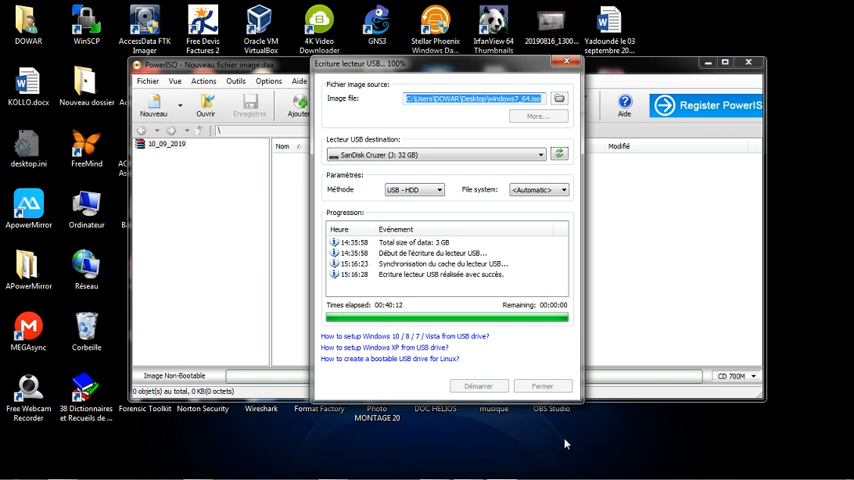 DOWAR
WinSCP
AccessData FTK
Imager
Free Devis
Factures 2
Oracle VM
VirtualBox
4K Video
Downloader
GNS3
Stellar Phoenix
Windows Da...
IrfanView 64
Thumbnails
20190816_1300...
Yadoundé le 03
septembre 20...
KOLLO.docx
Nouveau dossier
desktop.ini
FreeMind
ApowerMirror
Ordinateur
APowerMirror
Réseau
MEGAsync
Corbeille
Free Webcam
Recorder
38 Dictionnaires
et Recueils de ...
Forensic Toolkit
Norton Security
Wireshark
Format Factory
Photo
MONTAGE 20
DOC HELIOS
musique
OBS Studio
PowerISO - Nouveau fichier image.daa
Fichier
Vue
Actions
Outils
Options
Aide
Nouveau
Ouvrir
Enregistrer
Ajouter
Aide
Register PowerIS
\
10_09_2019
Nom
Modifié
Image Non-Bootable
CD 700M
0 objet(s) au total, 0 KB(0 octets)
Ecriture lecteur USB... 100%
Fichier image source:
Image file:
C:\Users\DOWAR\Desktop\windows7_64.iso
More...
Lecteur USB destination:
SanDisk Cruzer (J: 32 GB)
Paramètres:
Méthode
USB-HDD
File system:
<Automatic>
Progression:
Heure Evénement
14:35:58 Total size of data: 3 GB
14:35:58 Début de l'écriture du lecteur USB...
15:16:23 Synchronisation du cache du lecteur USB...
15:16:28 Ecriture lecteur USB réalisée avec succès.
Times elapsed: 00:40:12 Remaining: 00:00:00
How to setup Windows 10 / 8 / 7 / Vista from USB drive?
How to setup Windows XP from USB drive?
How to create a bootable USB drive for Linux?
Démarrer
Fermer